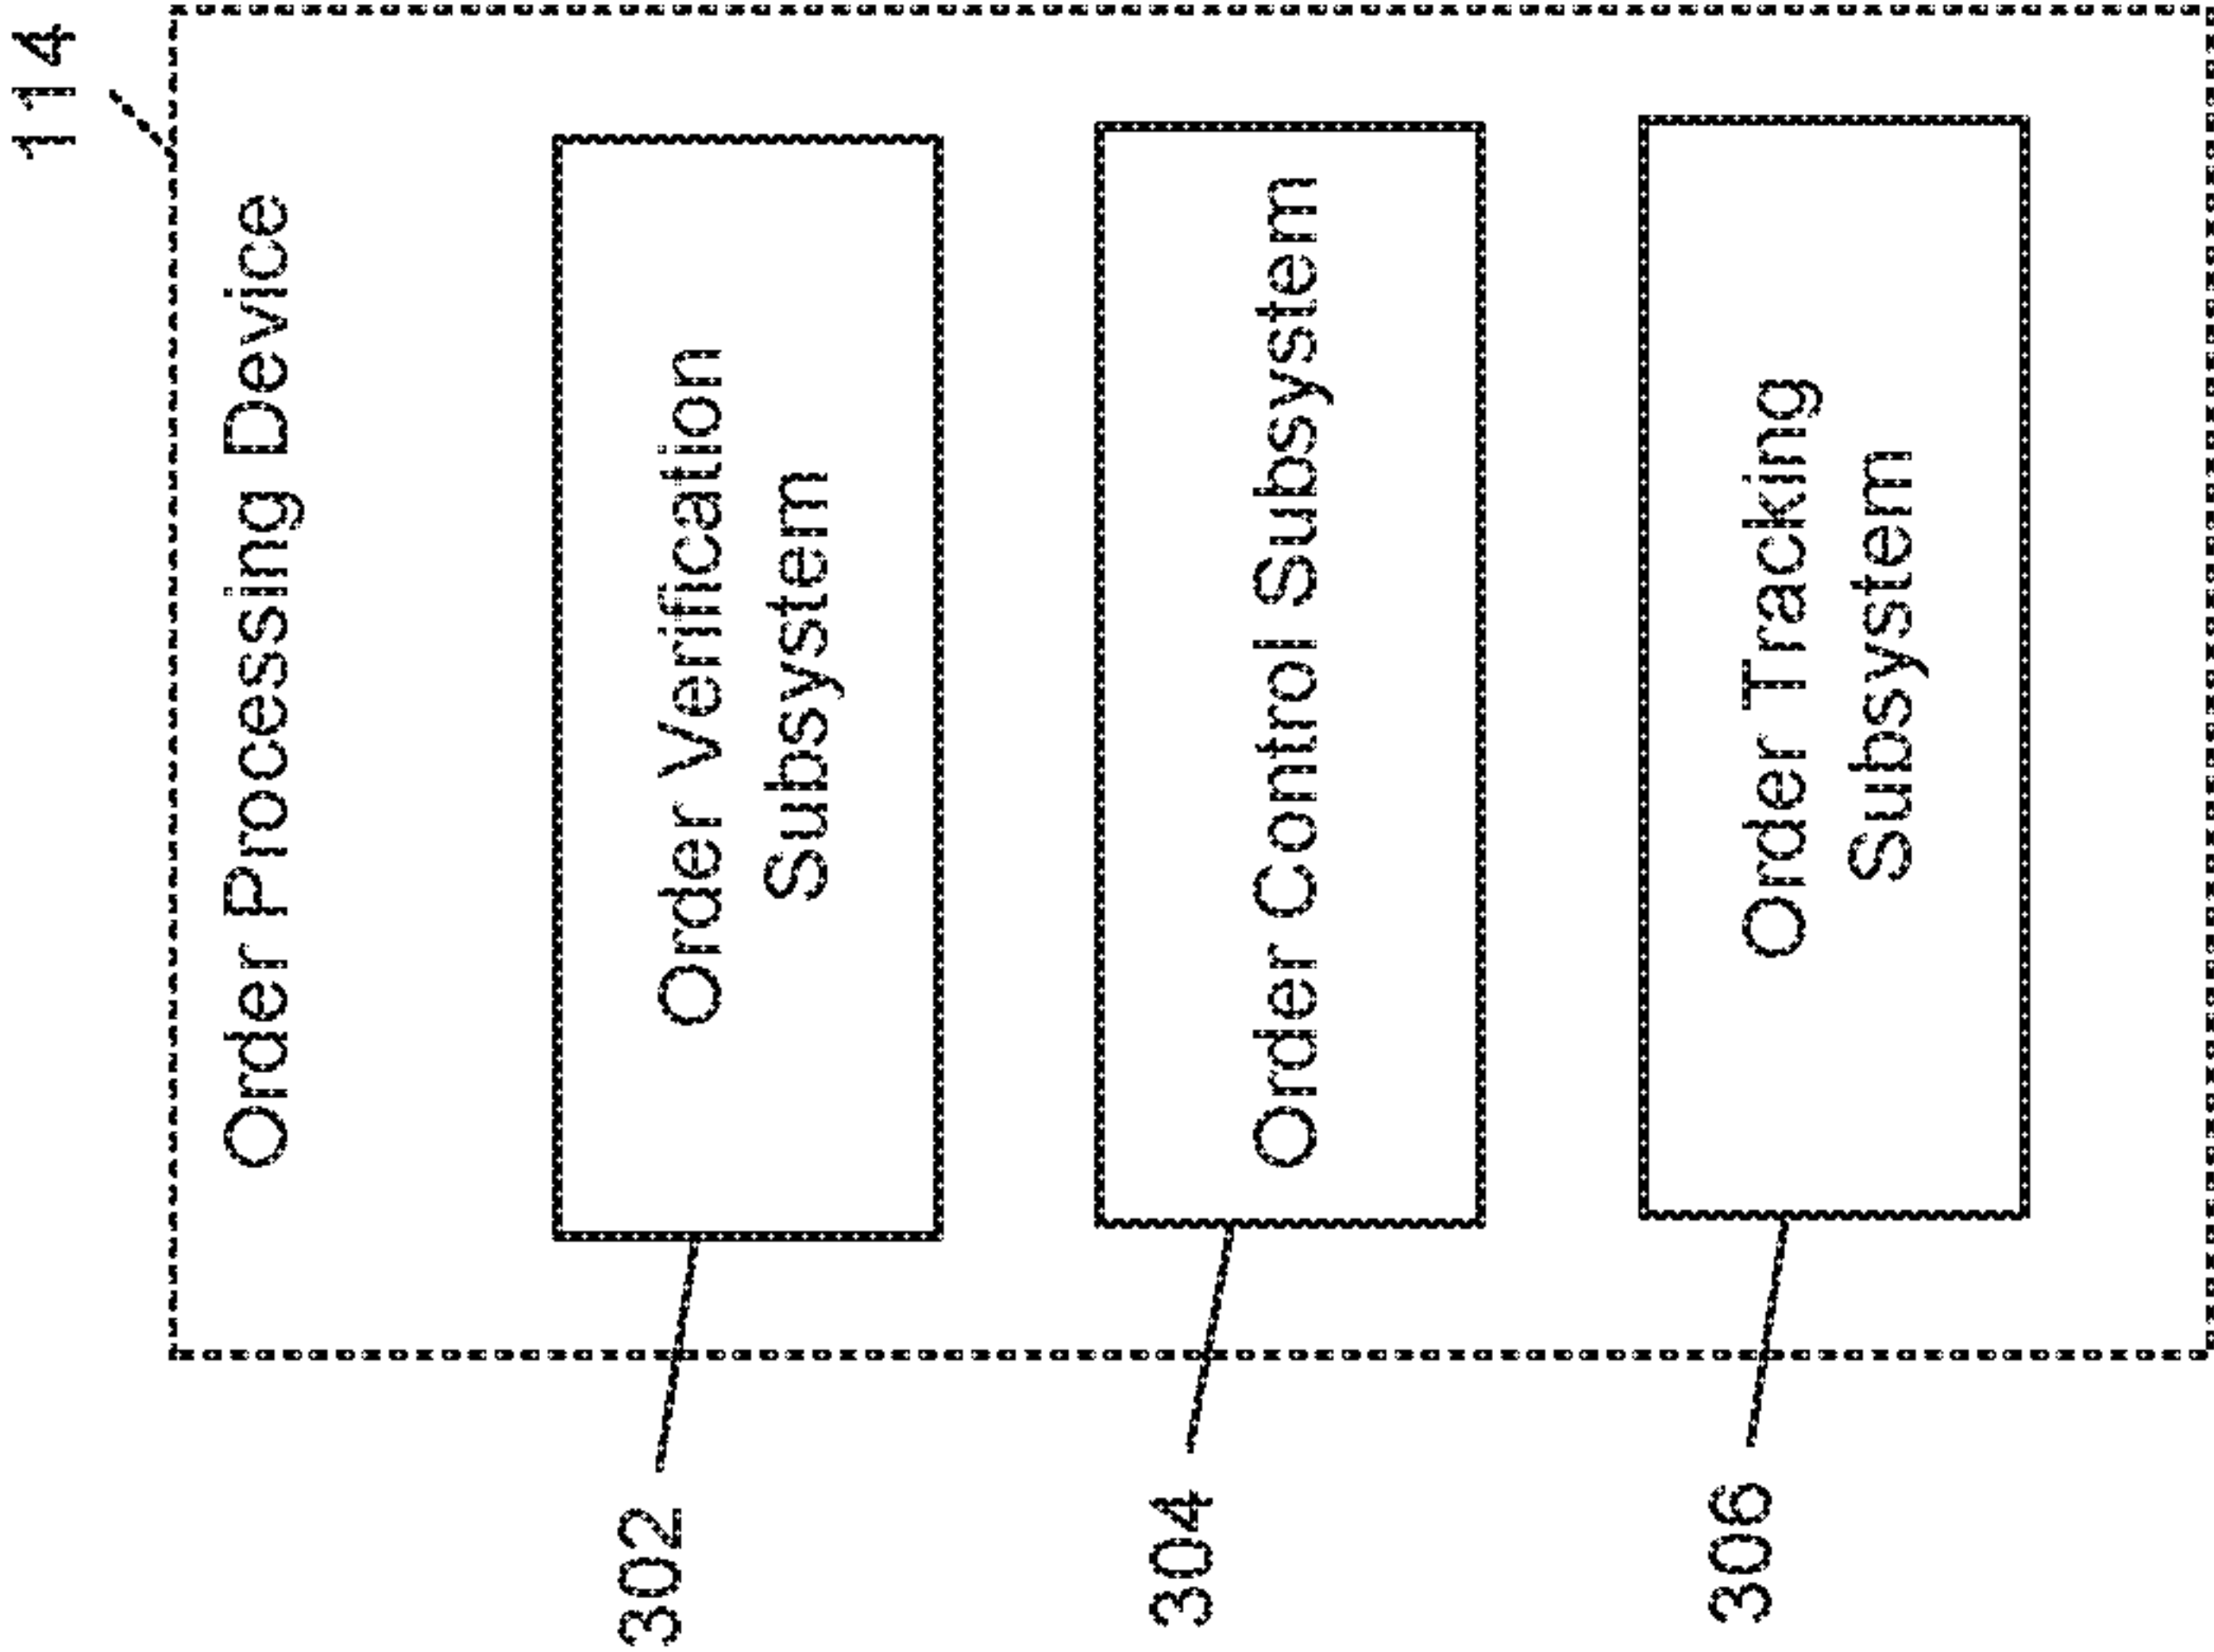 114
Order Processing Device
302
Order Verification
Subsystem
304
Order Control Subsystem
306
Order Tracking
Subsystem